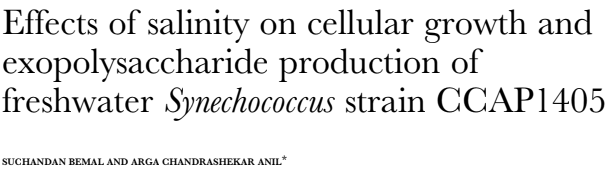 Effects of salinity on cellular growth and
exopolysaccharide production of
freshwater Synechococcus strain CCAP1405
SUCHANDAN BEMAL AND ARGA CHANDRASHEKAR ANIL*